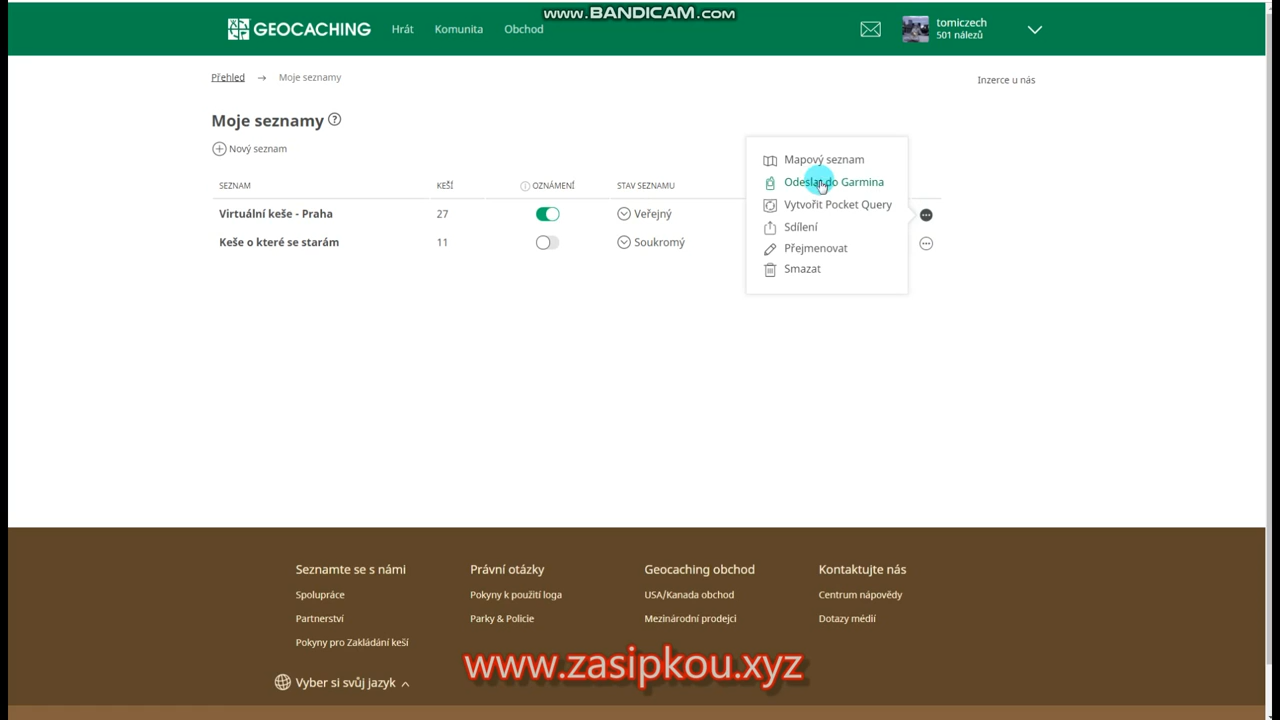 www.BANDICAM.com
GEOCACHING Hrát Komunita Obchod
tomiczech
501 nálezů
Přehled → Moje seznamy
Inzerce u nás
Moje seznamy ?
Nový seznam
SEZNAM KEŠÍ OZNÁMENÍ STAV SEZNAMU
Virtuální keše - Praha 27 Veřejný
Keše o které se starám 11 Soukromý
Mapový seznam
Odeslat do Garmina
Vytvořit Pocket Query
Sdílení
Přejmenovat
Smazat
Seznamte se s námi
Spolupráce
Partnerství
Pokyny pro Zakládání keší
Právní otázky
Pokyny k použití loga
Parky & Policie
Geocaching obchod
USA/Kanada obchod
Mezinárodní prodejci
Kontaktujte nás
Centrum nápovědy
Dotazy médií
www.zasipkou.xyz
Vyber si svůj jazyk